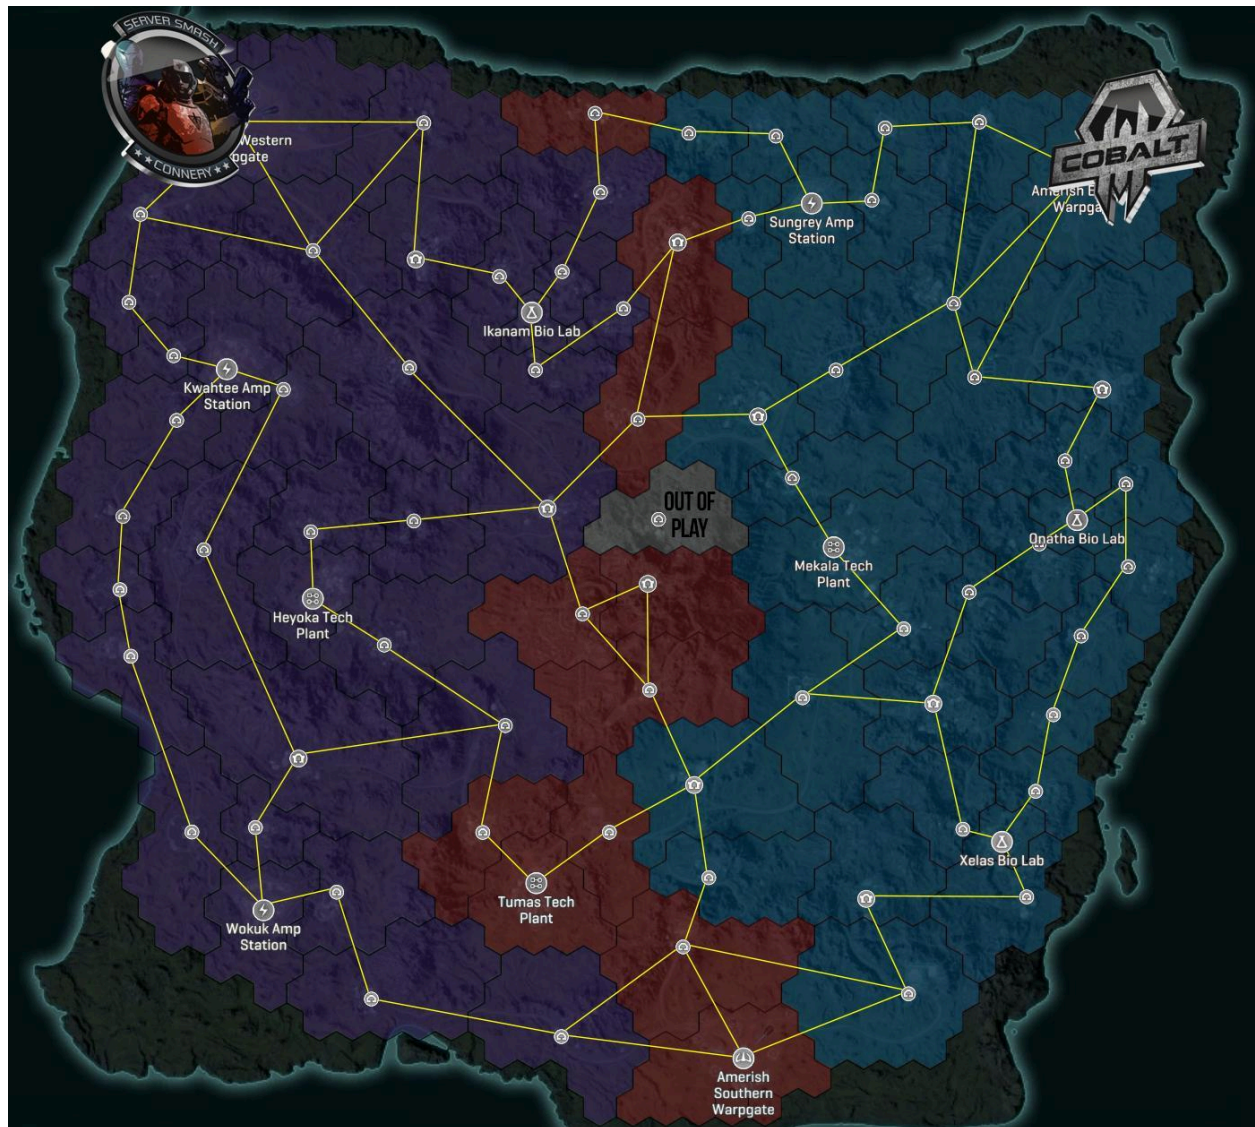 SERVER SMASH
CONNERY
Western
COBALT
Warpga
Sungrey Amp
Station
Ikanam Bio Lab
Kwahtee Amp
Station
OUT OF
PLAY
Onatha Bio Lab
Mekala Tech
Plant
Heyoka Tech
Plant
Xelas Bio Lab
Tumas Tech
Plant
Wokuk Amp
Station
Amerish
Southern
Warpgate